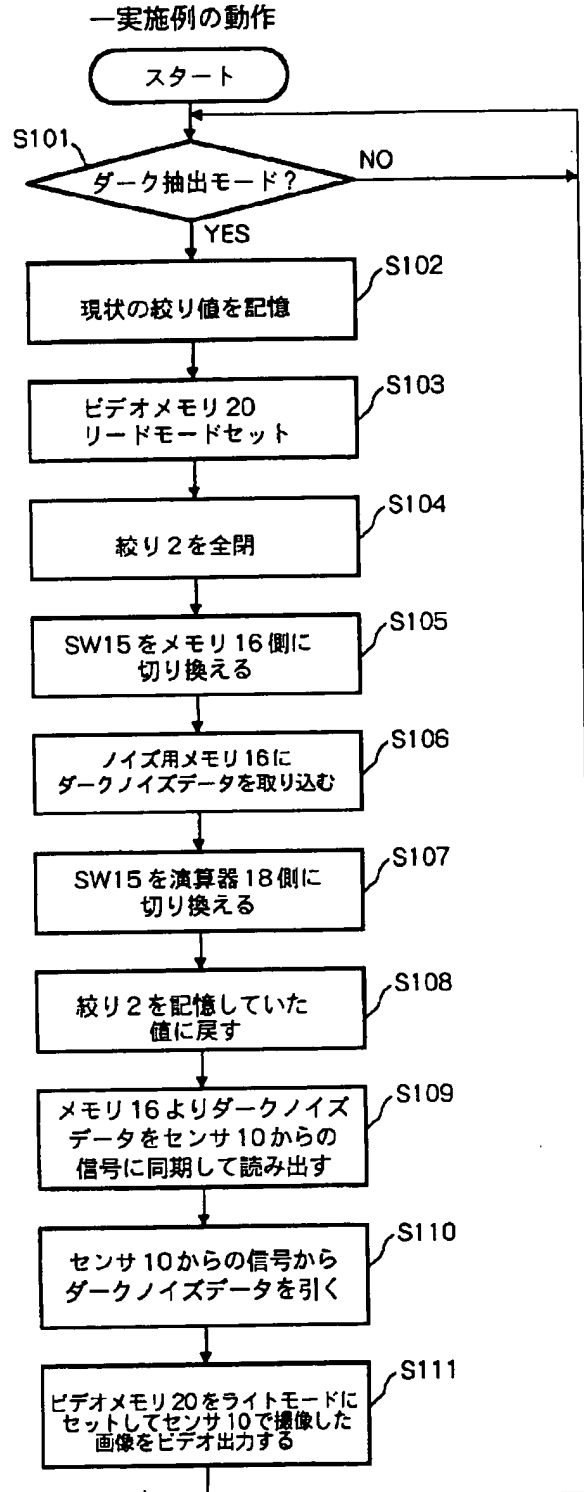 一実施例の動作
スタート
S101
ダーク抽出モード?
NO
YES
S102
現状の絞り値を記憶
S103
ビデオメモリ20
リードモードセット
S104
絞り2を全閉
S105
SW15をメモリ16側に
切り換える
S106
ノイズ用メモリ16に
ダークノイズデータを取り込む
S107
SW15を演算器18側に
切り換える
S108
絞り2を記憶していた
値に戻す
S109
メモリ16よりダークノイズ
データをセンサ10からの
信号に同期して読み出す
S110
センサ10からの信号から
ダークノイズデータを引く
S111
ビデオメモリ20をライトモードに
セットしてセンサ10で撮像した
画像をビデオ出力する